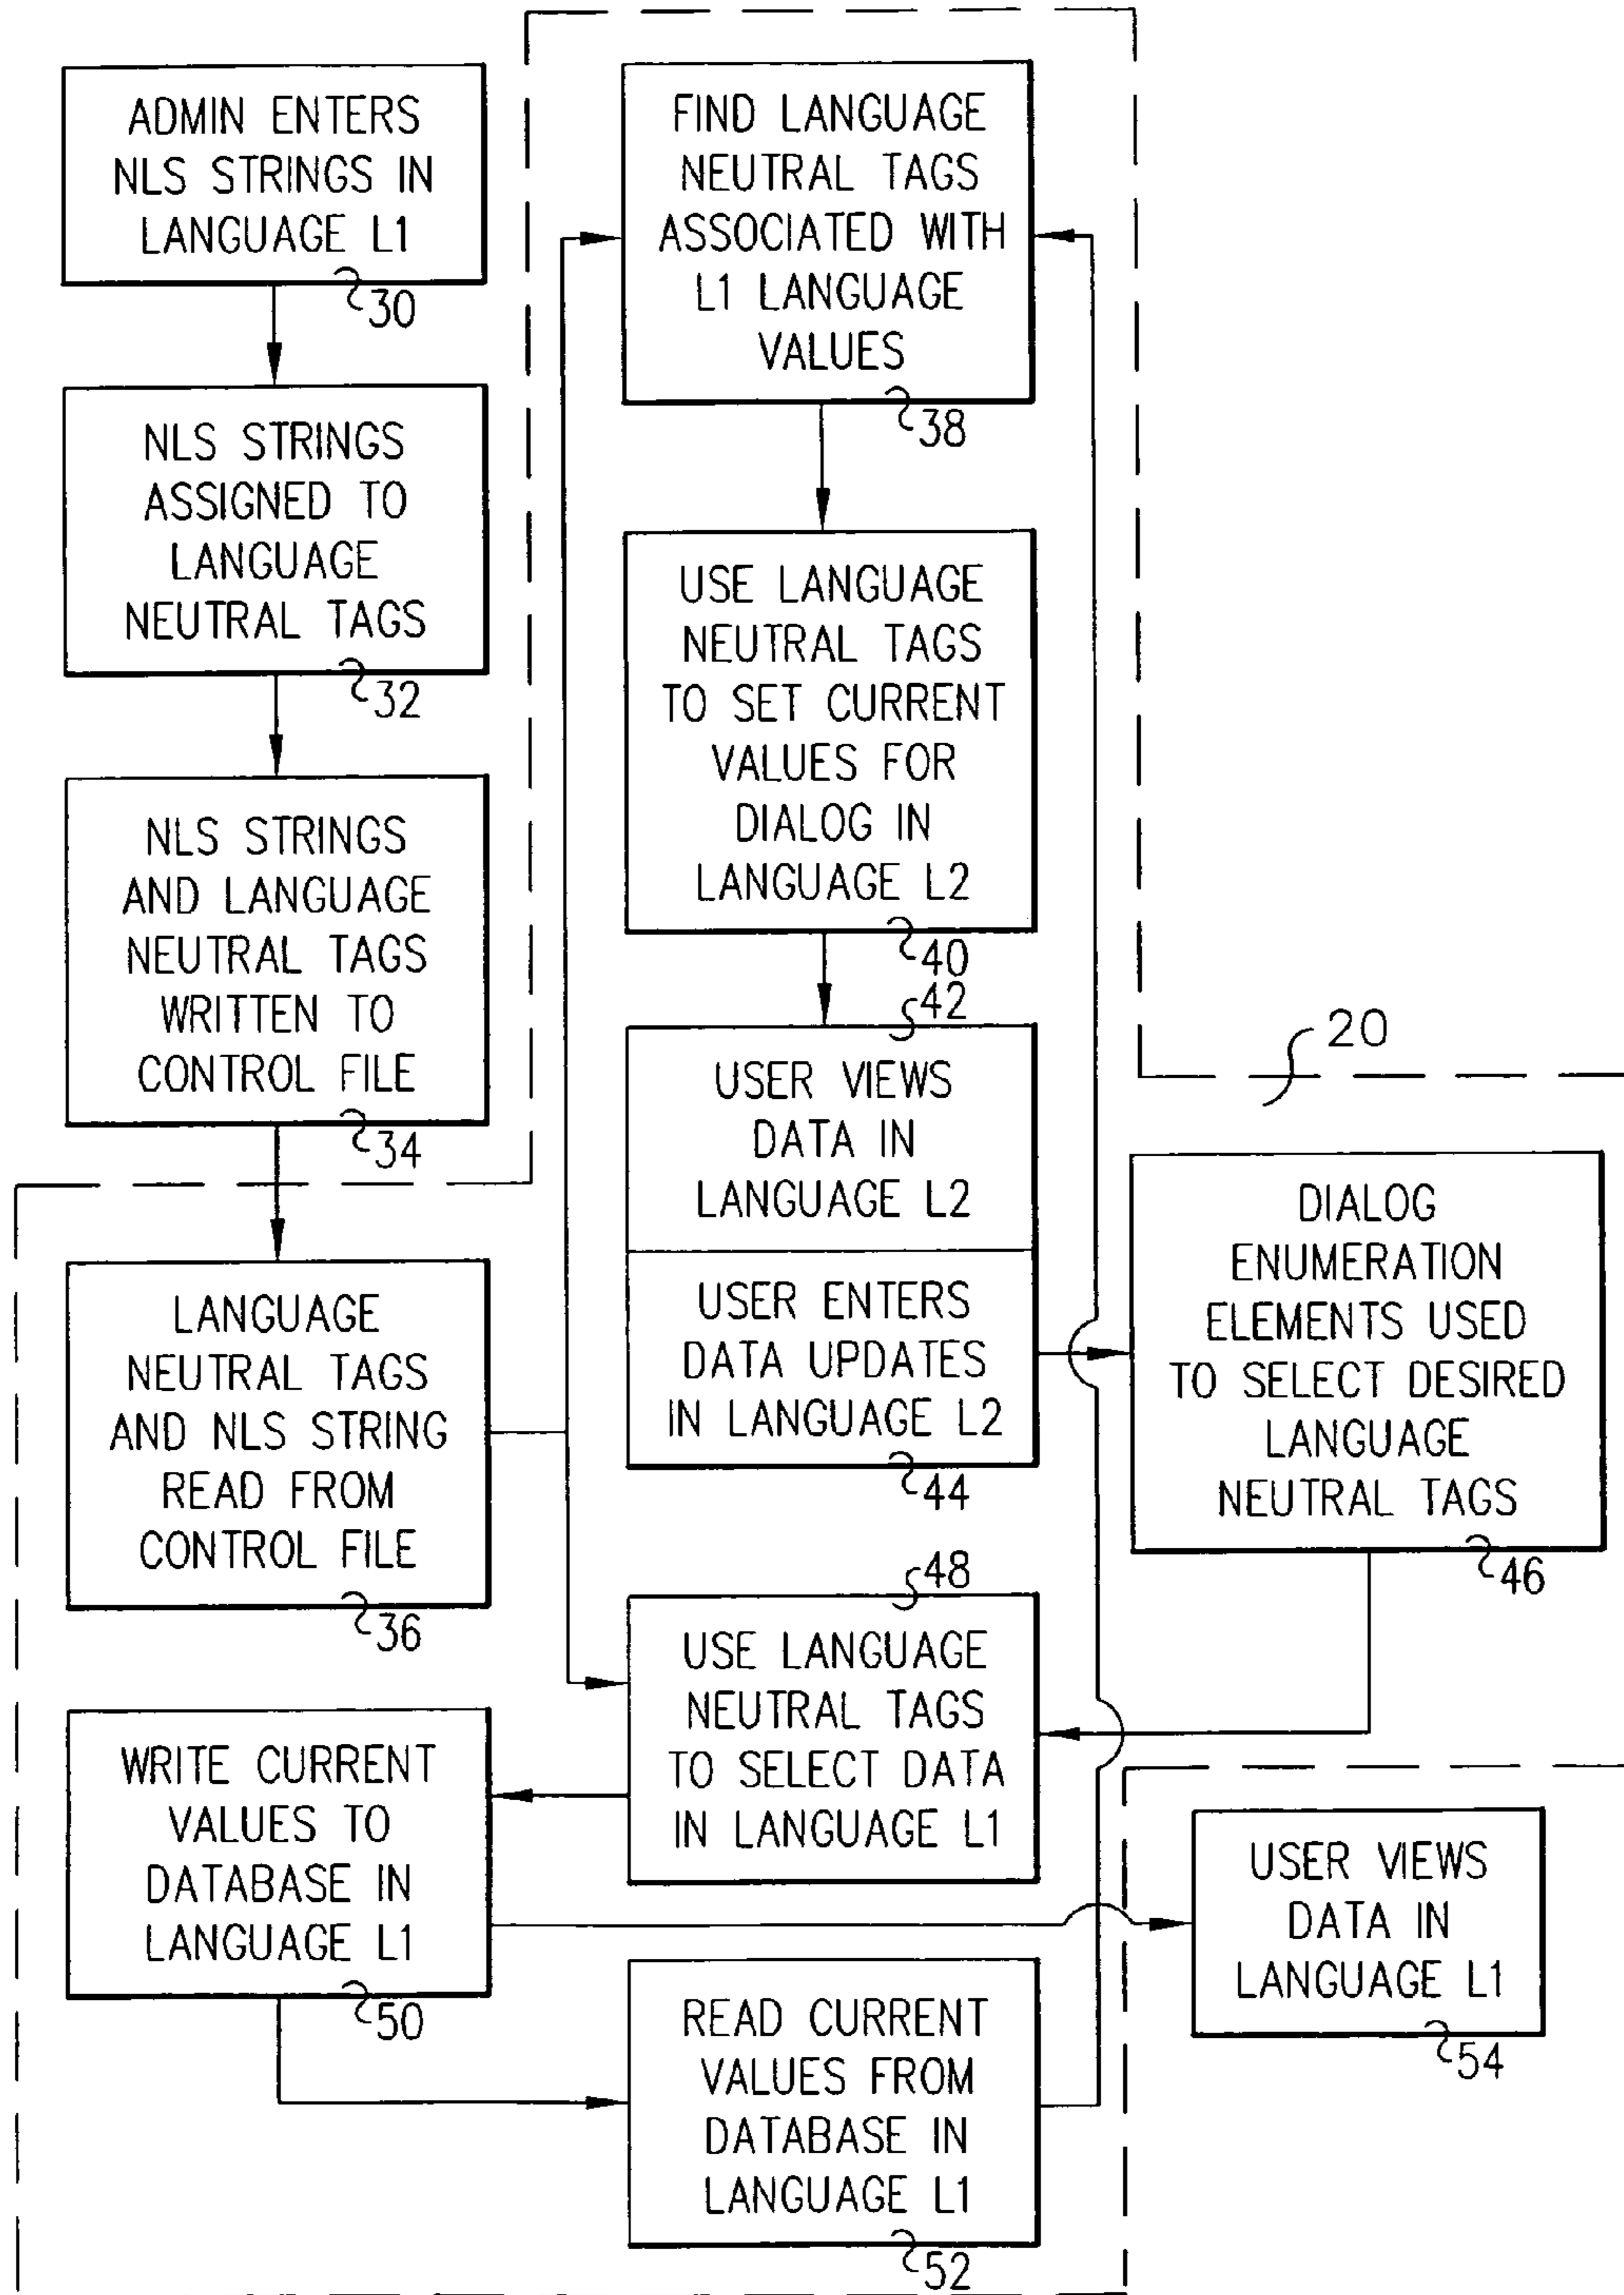 ADMIN ENTERS
NLS STRINGS IN
LANGUAGE L1
30
NLS STRINGS
ASSIGNED TO
LANGUAGE
NEUTRAL TAGS
32
NLS STRINGS
AND LANGUAGE
NEUTRAL TAGS
WRITTEN TO
CONTROL FILE
34
LANGUAGE
NEUTRAL TAGS
AND NLS STRING
READ FROM
CONTROL FILE
36
FIND LANGUAGE
NEUTRAL TAGS
ASSOCIATED WITH
L1 LANGUAGE
VALUES
38
USE LANGUAGE
NEUTRAL TAGS
TO SET CURRENT
VALUES FOR
DIALOG IN
LANGUAGE L2
40
42
USER VIEWS
DATA IN
LANGUAGE L2
USER ENTERS
DATA UPDATES
IN LANGUAGE L2
44
20
DIALOG
ENUMERATION
ELEMENTS USED
TO SELECT DESIRED
LANGUAGE
NEUTRAL TAGS
46
48
USE LANGUAGE
NEUTRAL TAGS
TO SELECT DATA
IN LANGUAGE L1
WRITE CURRENT
VALUES TO
DATABASE IN
LANGUAGE L1
50
READ CURRENT
VALUES FROM
DATABASE IN
LANGUAGE L1
52
USER VIEWS
DATA IN
LANGUAGE L1
54